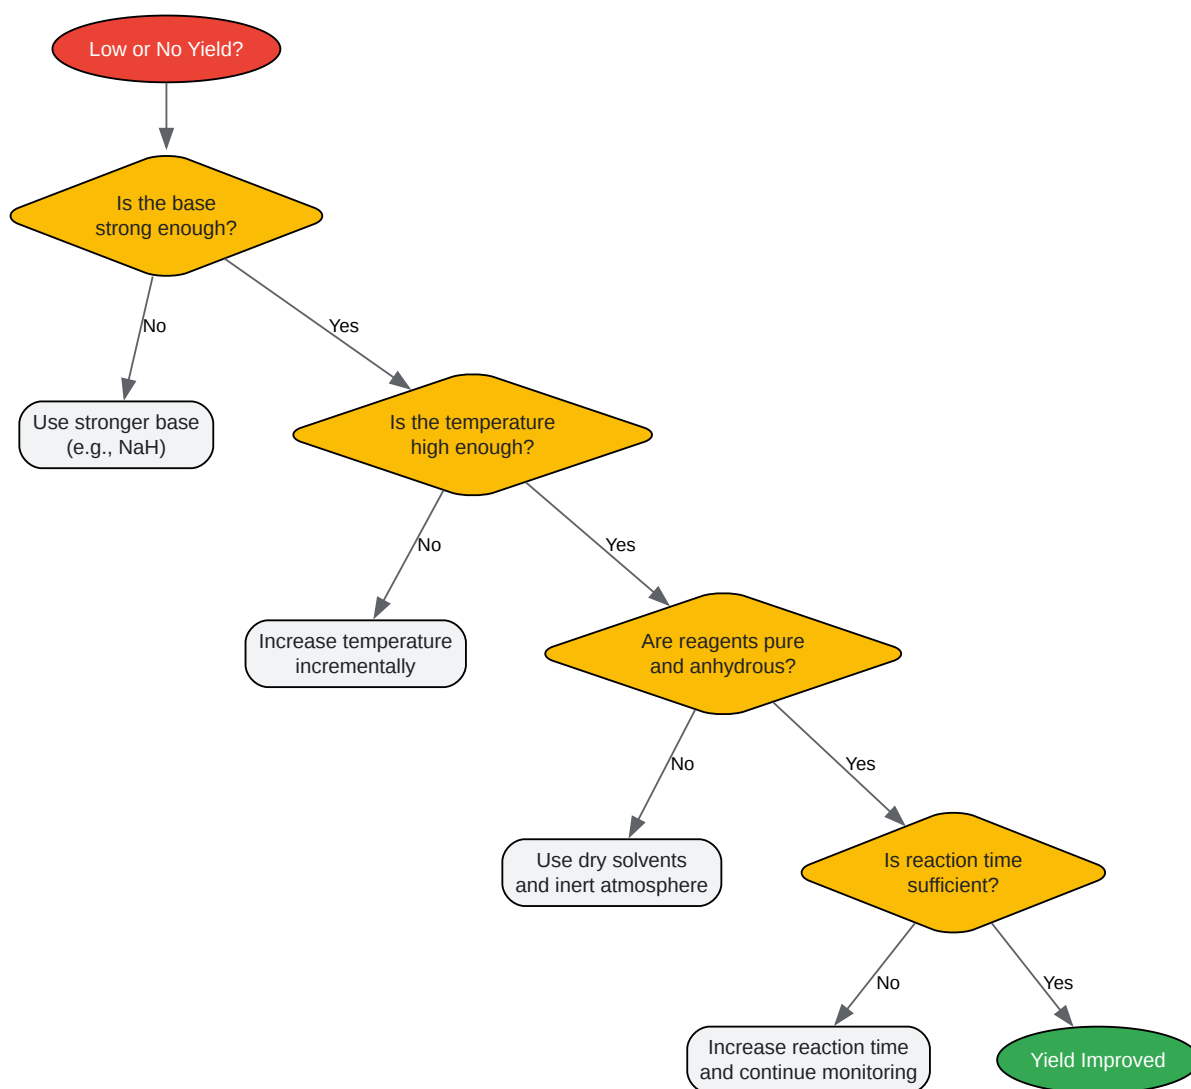 Low or No Yield?
Is the base
strong enough?
No
Yes
Use stronger base
(e.g., NaH)
Is the temperature
high enough?
No
Yes
Increase temperature
incrementally
Are reagents pure
and anhydrous?
No
Yes
Use dry solvents
and inert atmosphere
Is reaction time
sufficient?
No
Yes
Increase reaction time
and continue monitoring
Yield Improved